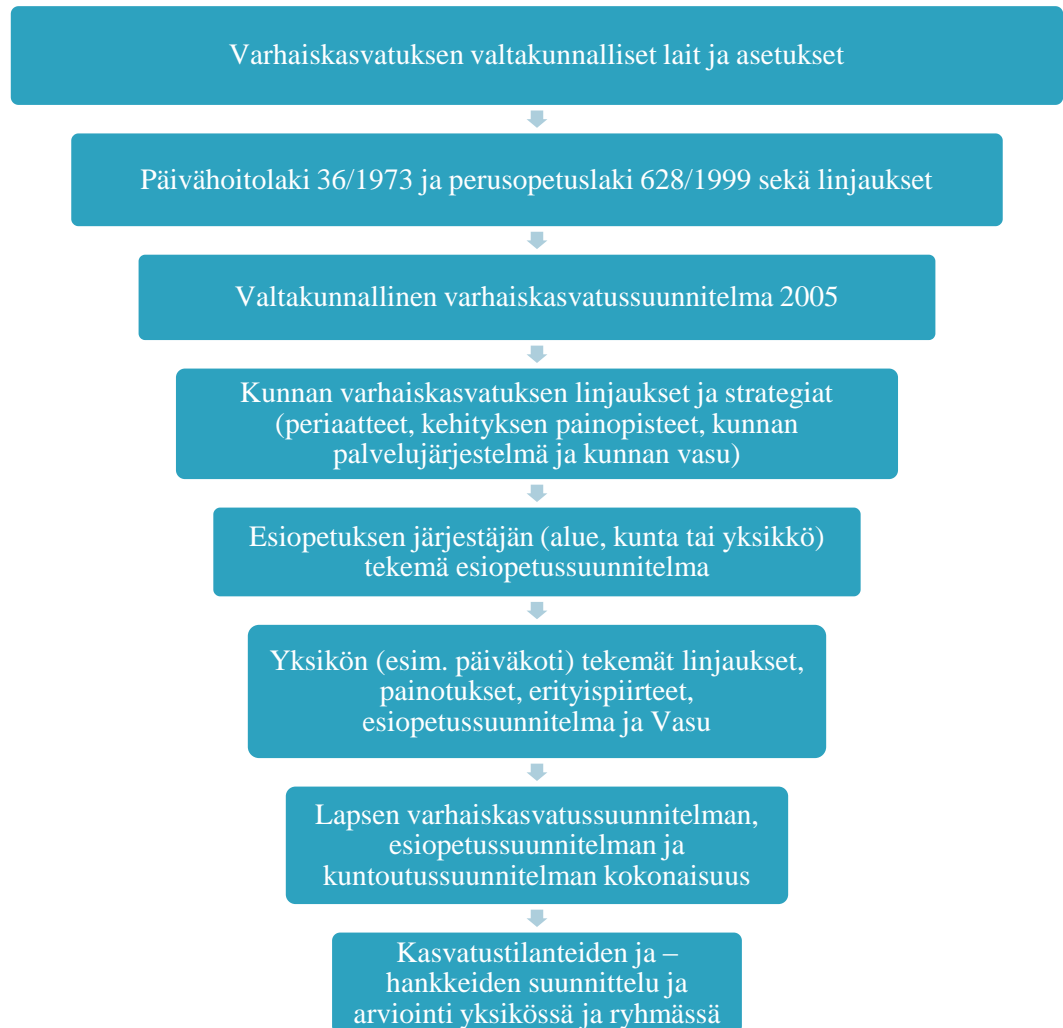 Varhaiskasvatuksen valtakunnalliset lait ja asetukset
Päivähoitolaki 36/1973 ja perusopetuslaki 628/1999 sekä linjaukset
Valtakunnallinen varhaiskasvatussuunnitelma 2005
Kunnan varhaiskasvatuksen linjaukset ja strategiat
(periaatteet, kehityksen painopisteet, kunnan
palvelujärjestelmä ja kunnan vasu)
Esiopetuksen järjestäjän (alue, kunta tai yksikkö)
tekemä esiopetussuunnitelma
Yksikön (esim. päiväkoti) tekemät linjaukset,
painotukset, erityispiirteet,
esiopetussuunnitelma ja Vasu
Lapsen varhaiskasvatussuunnitelman,
esiopetussuunnitelman ja
kuntoutussuunnitelman kokonaisuus
Kasvatustilanteiden ja –
hankkeiden suunnittelu ja
arviointi yksikössä ja ryhmässä